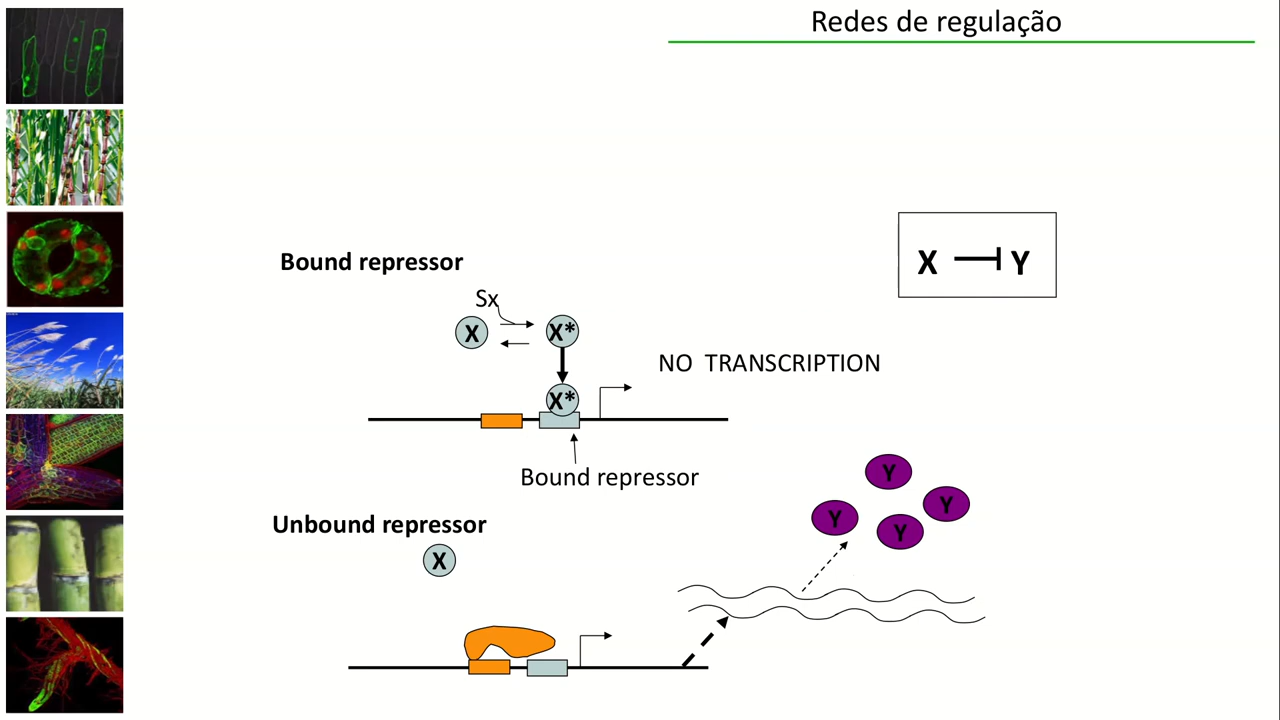 Redes de regulação
Bound repressor
X Y
Sx
X X*
NO TRANSCRIPTION
X*
Bound repressor
Y
Y
Y
Y
Unbound repressor
X